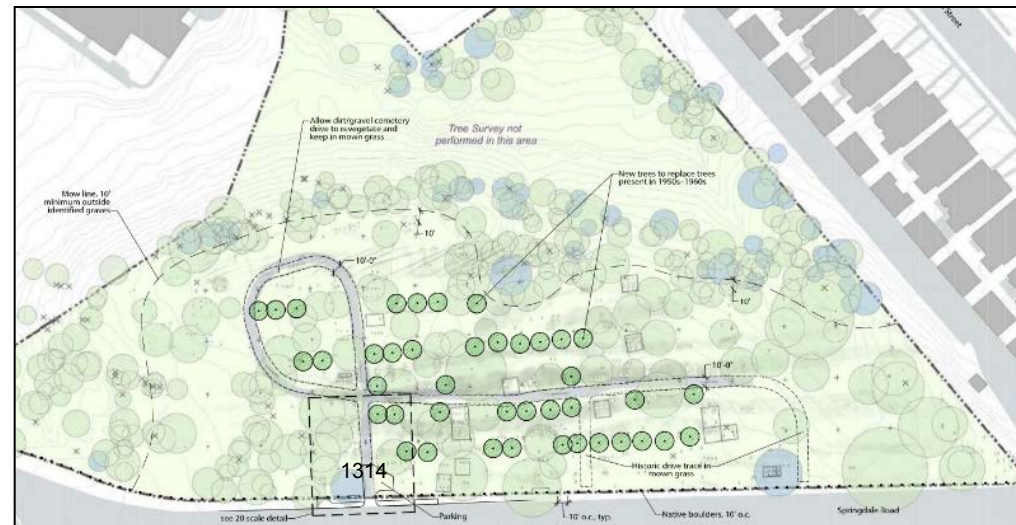 Street
Allow dirt/gravel cemetery
drive to revegetate and
keep in mown grass
Tree Survey not
performed in this area
New trees to replace trees
present in 1950s-1960s
Mow line, 10'
minimum outside
identified graves
10'
10'-0"
10'
10'-0"
1314
Historic drive trace in
mown grass
see 20 scale detail
Parking
10' o.c., typ.
Native boulders, 10' o.c.
Springdale Road